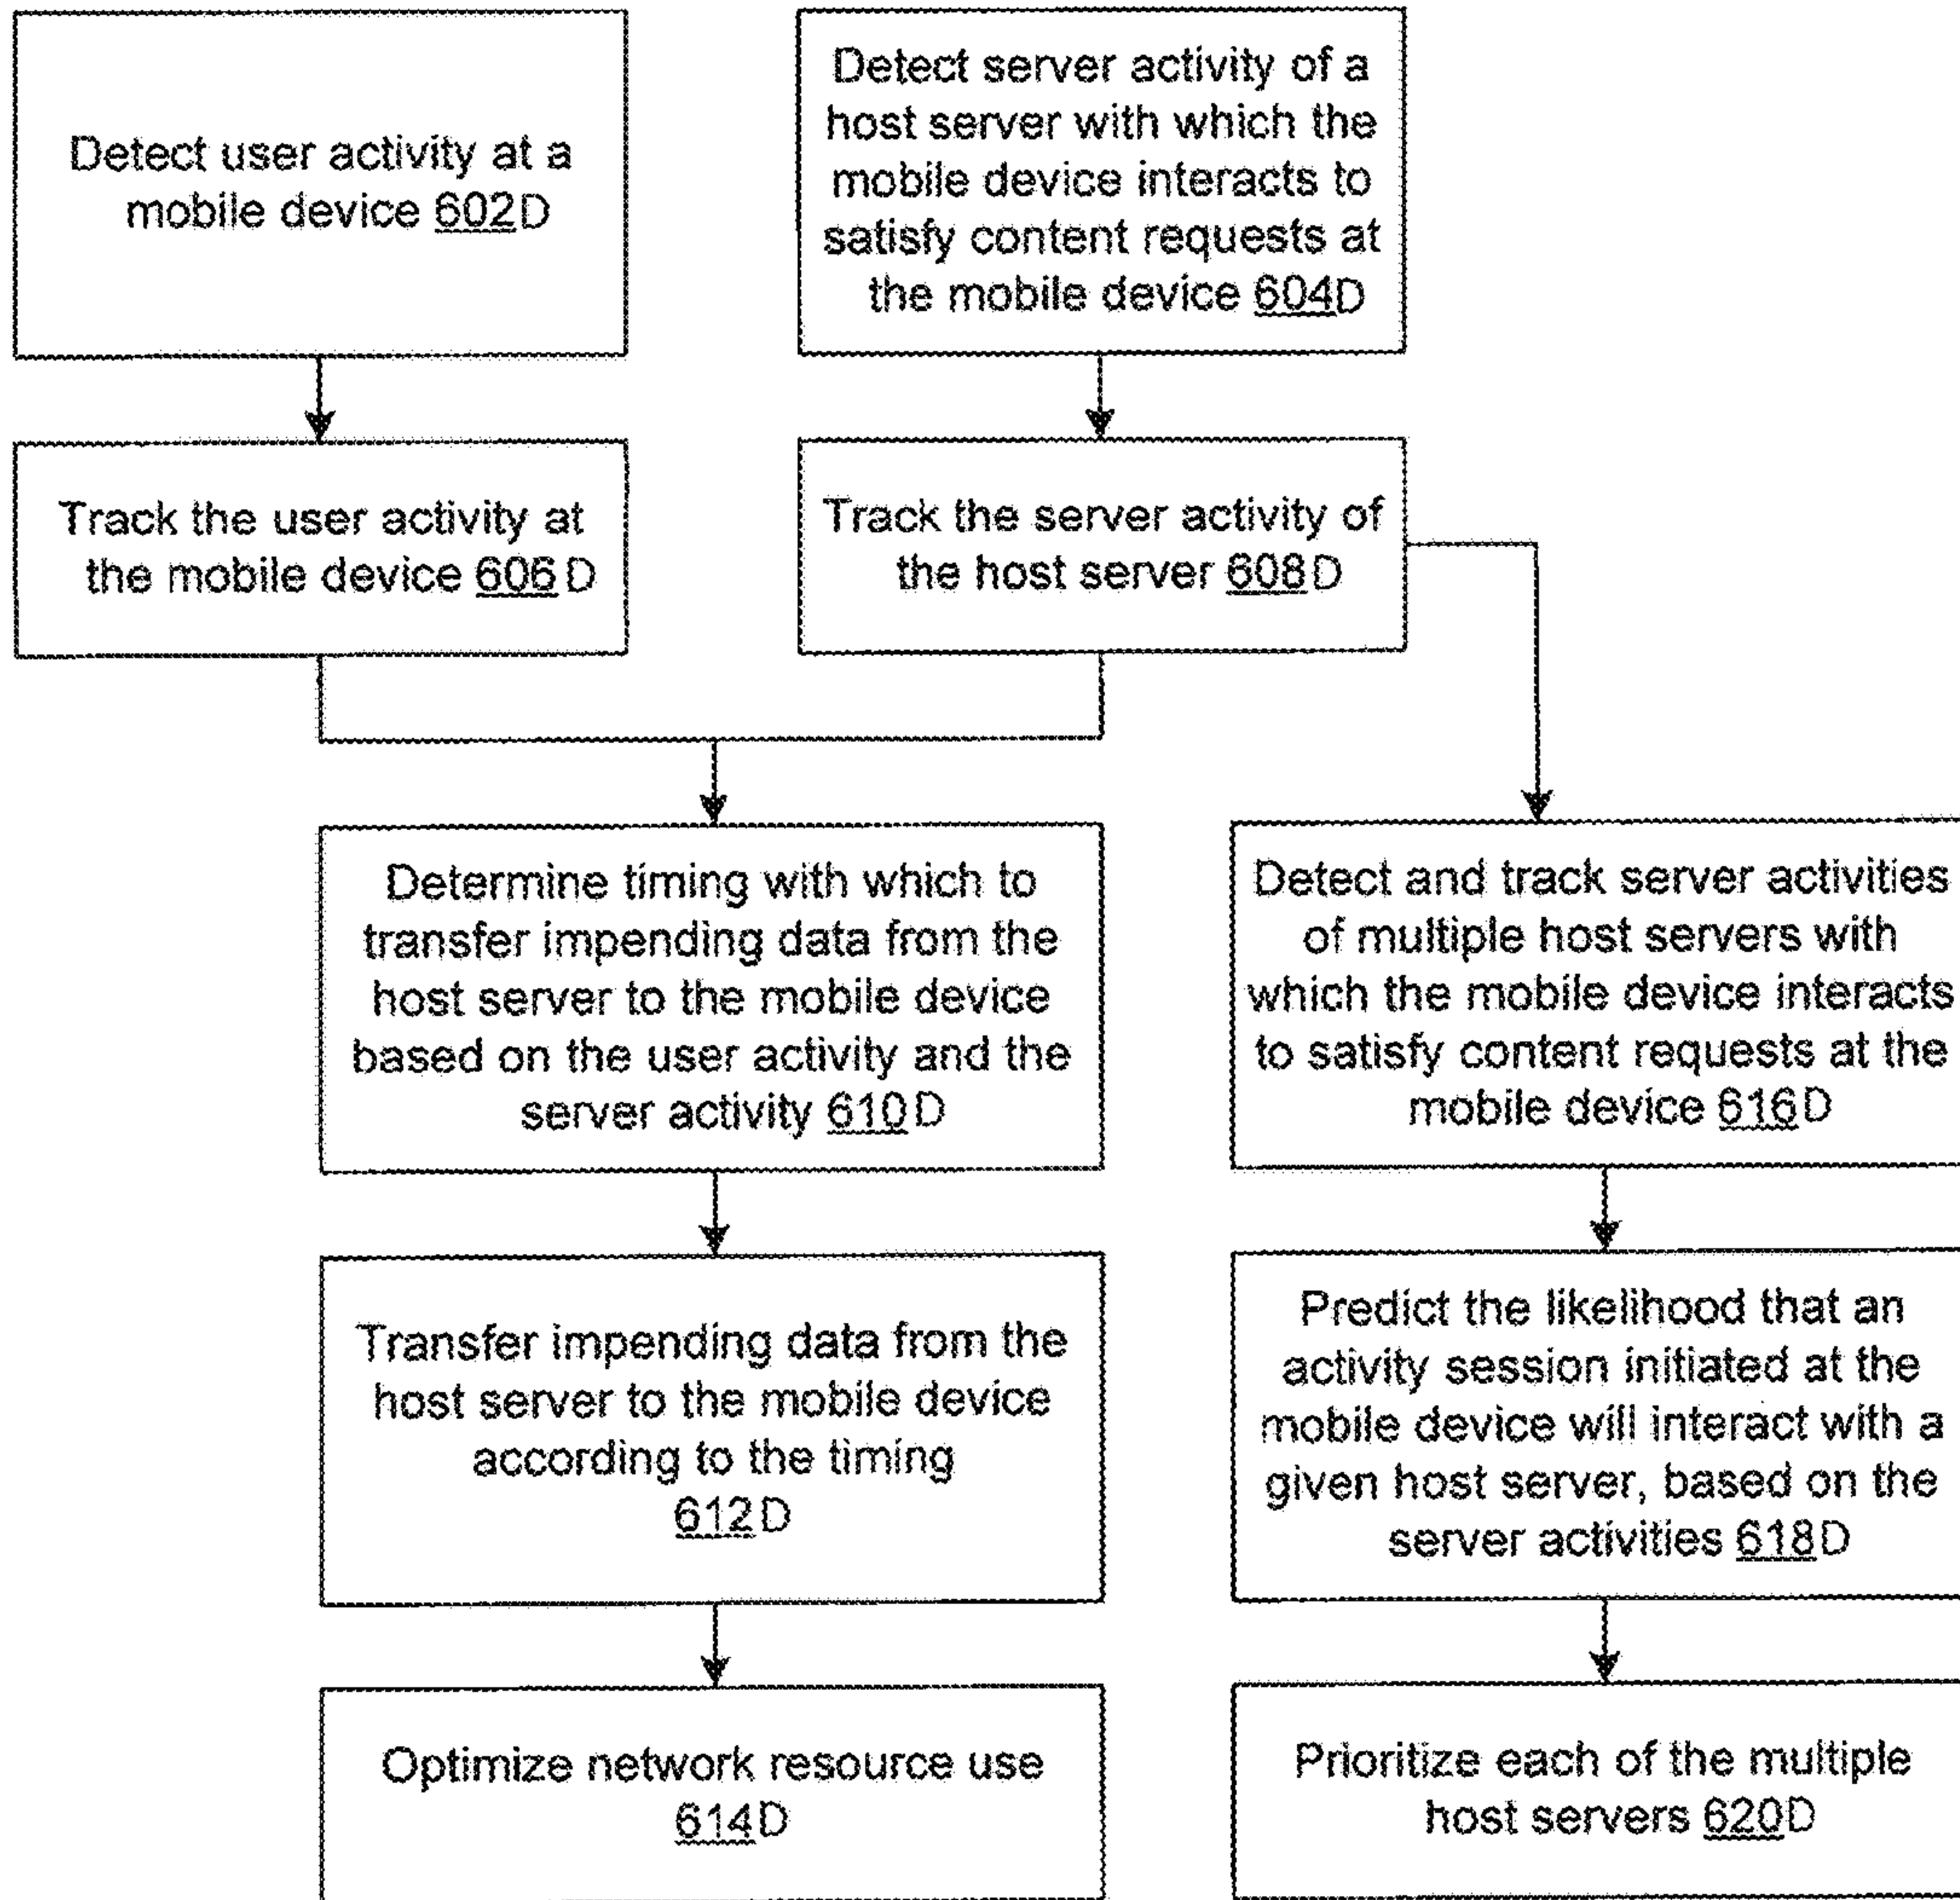 Detect user activity at a
mobile device 602D
Detect server activity of a
host server with which the
mobile device interacts to
satisfy content requests at
the mobile device 604D
Track the user activity at
the mobile device 606D
Track the server activity of
the host server 608D
Determine timing with which to
transfer impending data from the
host server to the mobile device
based on the user activity and the
server activity 610D
Detect and track server activities
of multiple host servers with
which the mobile device interacts
to satisfy content requests at the
mobile device 616D
Transfer impending data from the
host server to the mobile device
according to the timing
612D
Predict the likelihood that an
activity session initiated at the
mobile device will interact with a
given host server, based on the
server activities 618D
Optimize network resource use
614D
Prioritize each of the multiple
host servers 620D